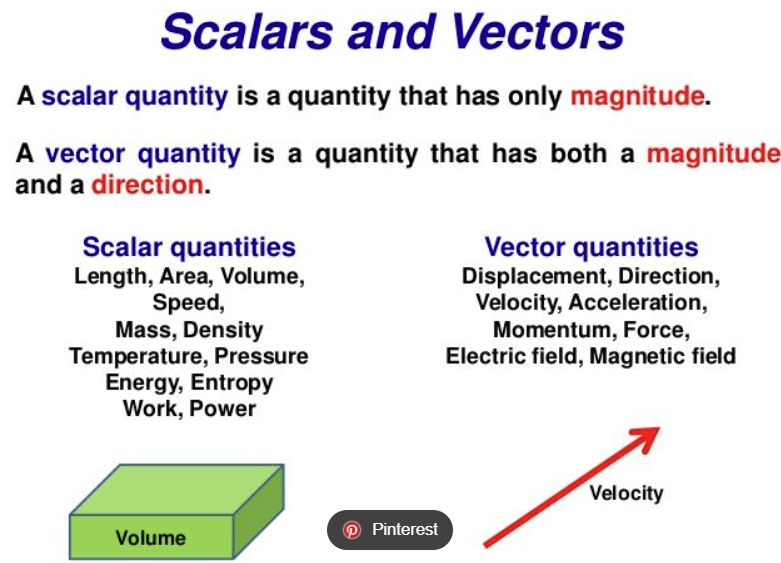 Scalars and Vectors
A scalar quantity is a quantity that has only magnitude.
A vector quantity is a quantity that has both a magnitude
and a direction.
Scalar quantities
Length, Area, Volume,
Speed,
Mass, Density
Temperature, Pressure
Energy, Entropy
Work, Power
Vector quantities
Displacement, Direction,
Velocity, Acceleration,
Momentum, Force,
Electric field, Magnetic field
Volume
Pinterest
Velocity